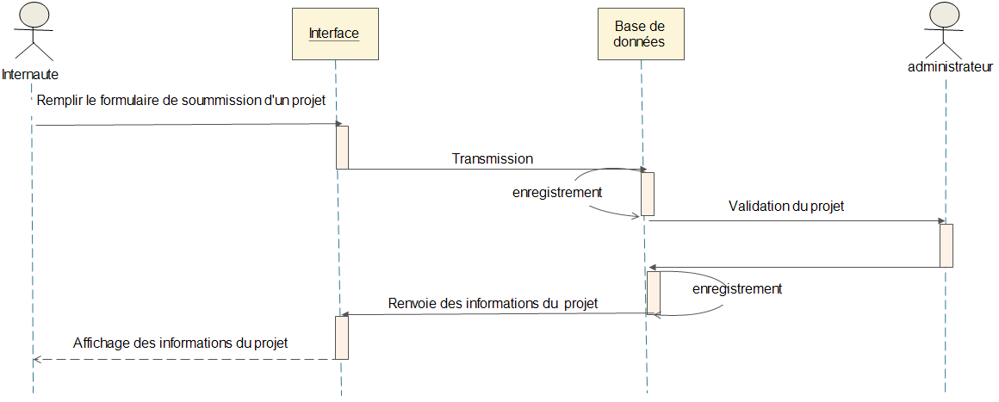 Internaute
Interface
Base de
données
administrateur
Remplir le formulaire de soummission d'un projet
Transmission
enregistrement
Validation du projet
enregistrement
Renvoie des informations du projet
Affichage des informations du projet